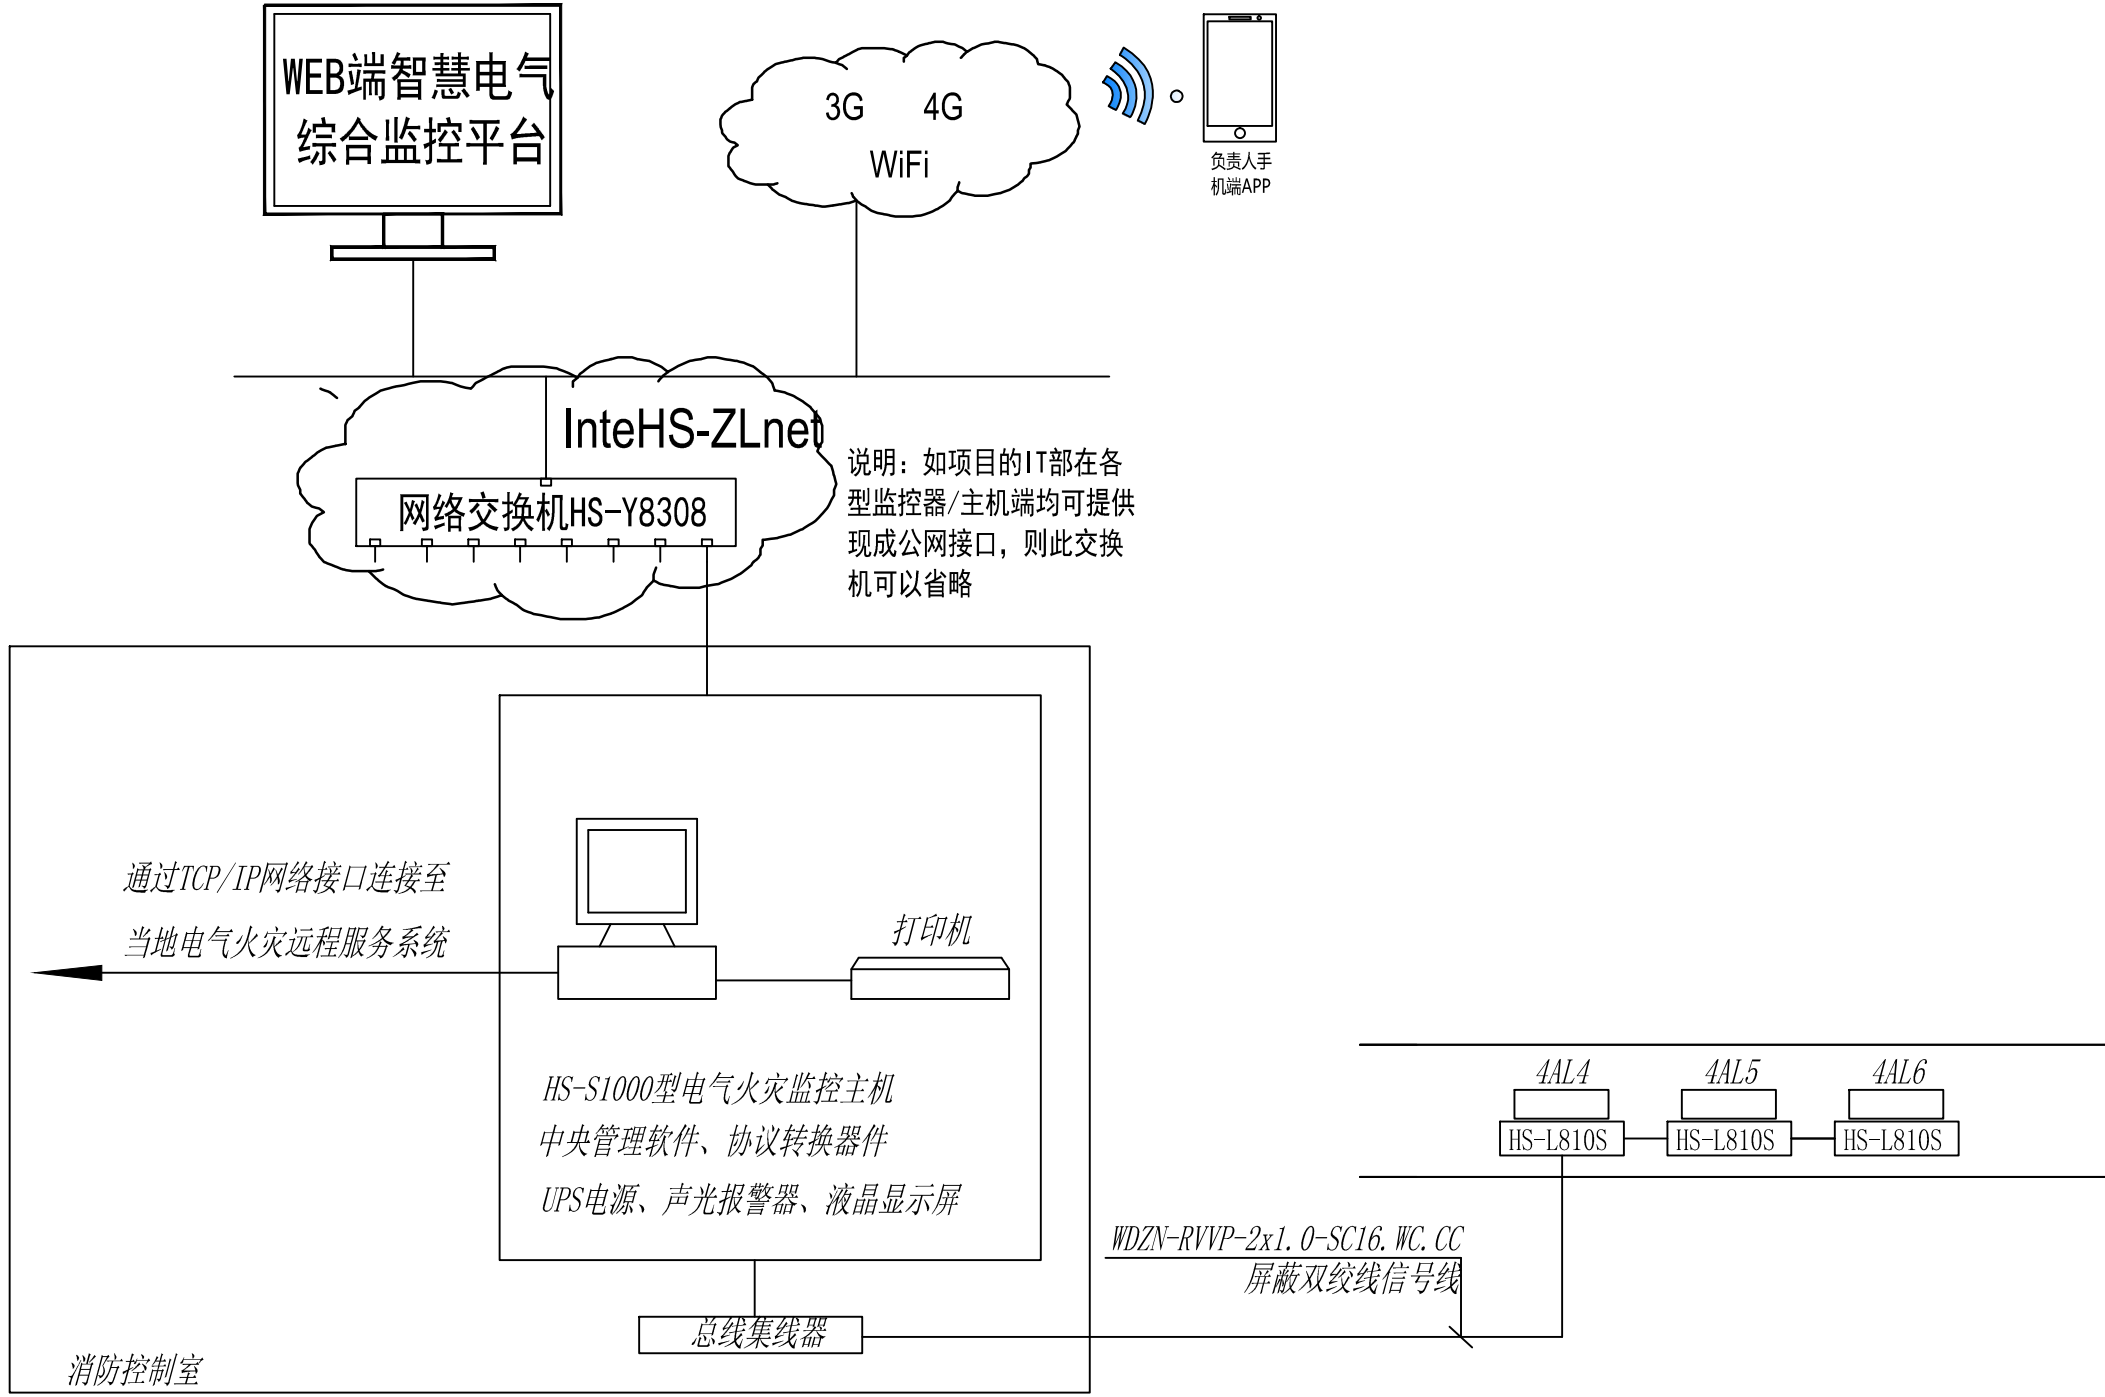 WEB端智慧电气
综合监控平台
3G 4G
WiFi
负责人手
机端APP
InteHS-ZLnet
网络交换机HS-Y8308
说明：如项目的IT部在各
型监控器/主机端均可提供
现成公网接口，则此交换
机可以省略
通过TCP/IP网络接口连接至
当地电气火灾远程服务系统
打印机
HS-S1000型电气火灾监控主机
中央管理软件、协议转换器件
UPS电源、声光报警器、液晶显示屏
总线集线器
消防控制室
4AL4 4AL5 4AL6
HS-L810S HS-L810S HS-L810S
WDZN-RVVP-2x1.0-SC16.WC.CC
屏蔽双绞线信号线